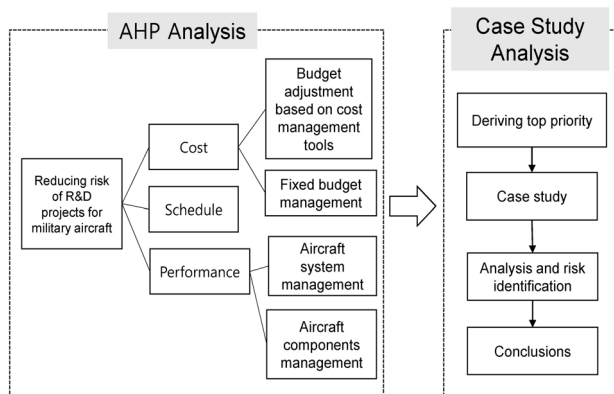 AHP Analysis
Reducing risk
of R&D
projects for
military aircraft
Cost
Schedule
Performance
Budget
adjustment
based on cost
management
tools
Fixed budget
management
Aircraft
system
management
Aircraft
components
management
Case Study
Analysis
Deriving top priority
Case study
Analysis and risk
identification
Conclusions